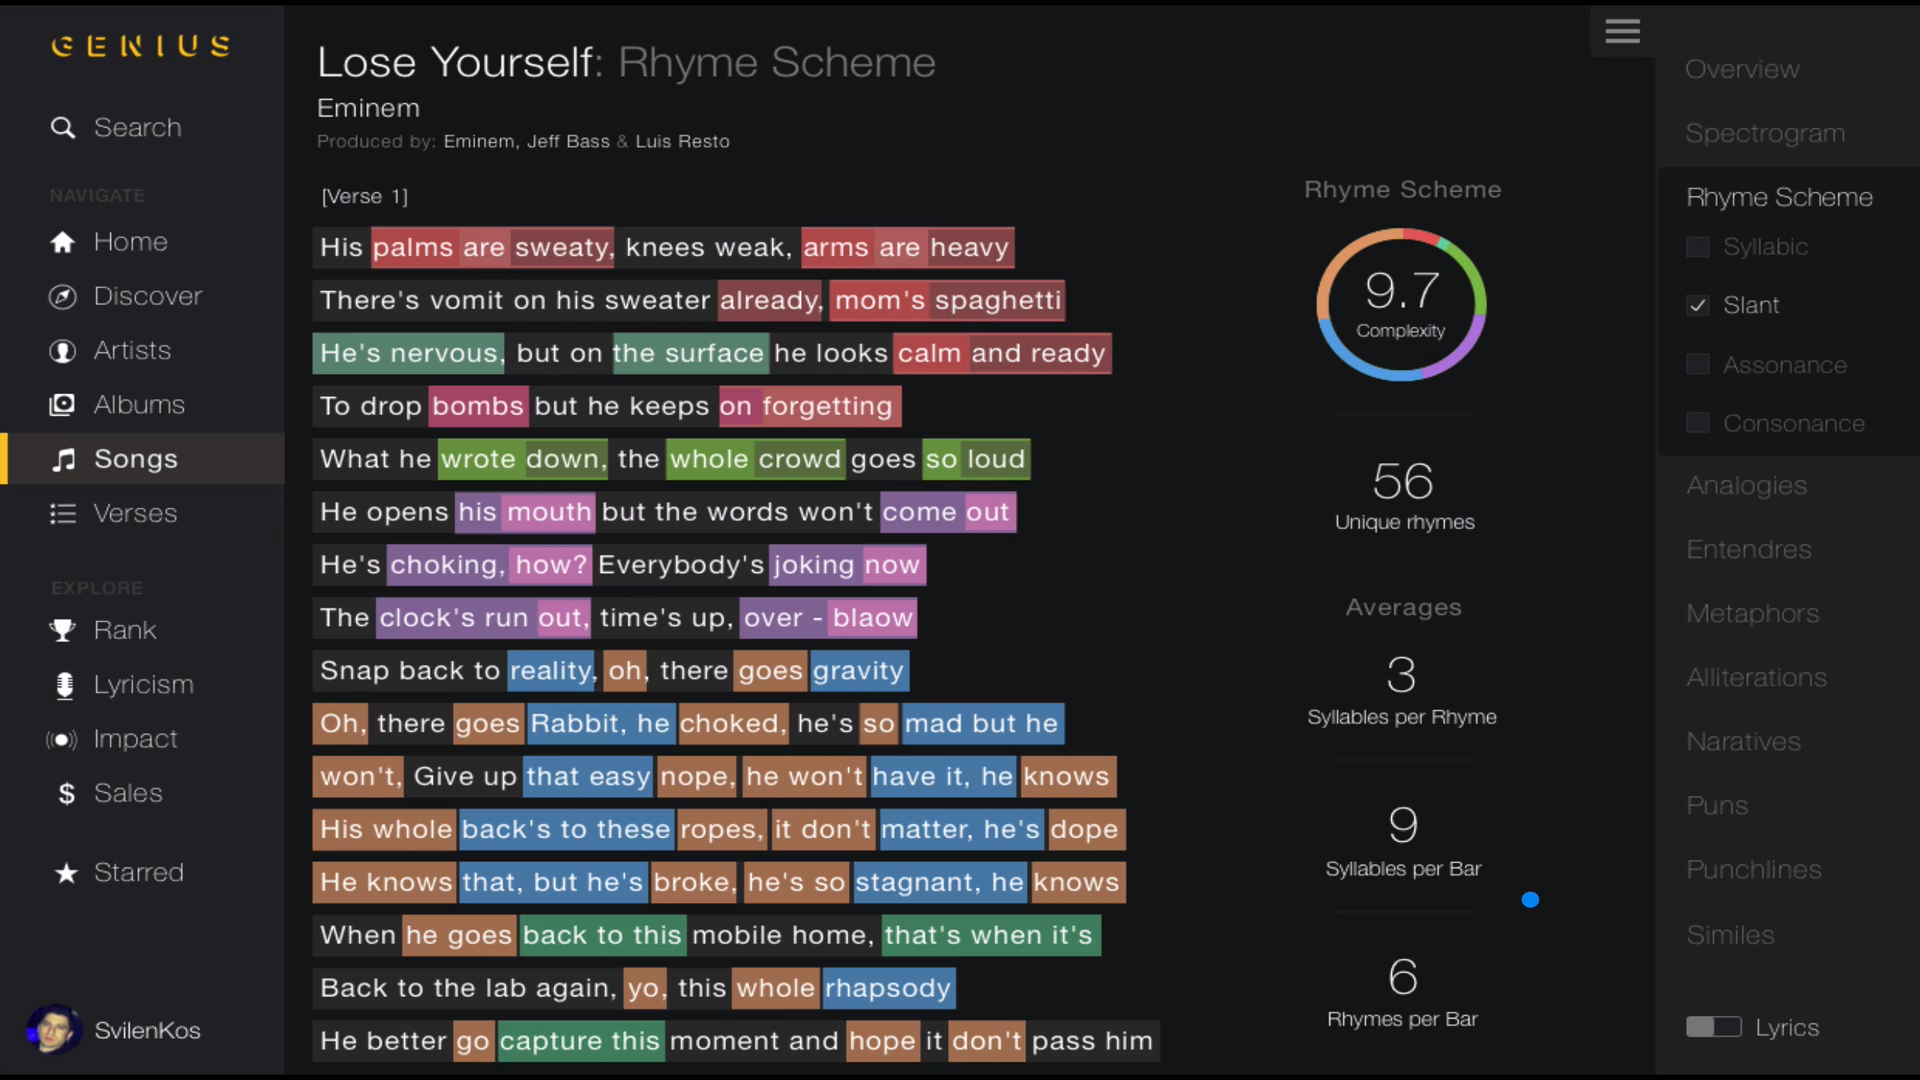 GENIUS
Search
NAVIGATE
Home
Discover
Artists
Albums
Songs
Verses
EXPLORE
Rank
Lyricism
Impact
Sales
Starred
SvilenKos
Lose Yourself: Rhyme Scheme
Eminem
Produced by: Eminem, Jeff Bass & Luis Resto
[Verse 1]
His palms are sweaty, knees weak, arms are heavy
There's vomit on his sweater already, mom's spaghetti
He's nervous, but on the surface he looks calm and ready
To drop bombs but he keeps on forgetting
What he wrote down, the whole crowd goes so loud
He opens his mouth but the words won't come out
He's choking, how? Everybody's joking now
The clock's run out, time's up, over - blaow
Snap back to reality, oh, there goes gravity
Oh, there goes Rabbit, he choked, he's so mad but he
won't, Give up that easy nope, he won't have it, he knows
His whole back's to these ropes, it don't matter, he's dope
He knows that, but he's broke, he's so stagnant, he knows
When he goes back to this mobile home, that's when it's
Back to the lab again, yo, this whole rhapsody
He better go capture this moment and hope it don't pass him
Rhyme Scheme
9.7
Complexity
56
Unique rhymes
Averages
3
Syllables per Rhyme
9
Syllables per Bar
6
Rhymes per Bar
Overview
Spectrogram
Rhyme Scheme
Syllabic
Slant
Assonance
Consonance
Analogies
Entendres
Metaphors
Alliterations
Naratives
Puns
Punchlines
Similes
Lyrics